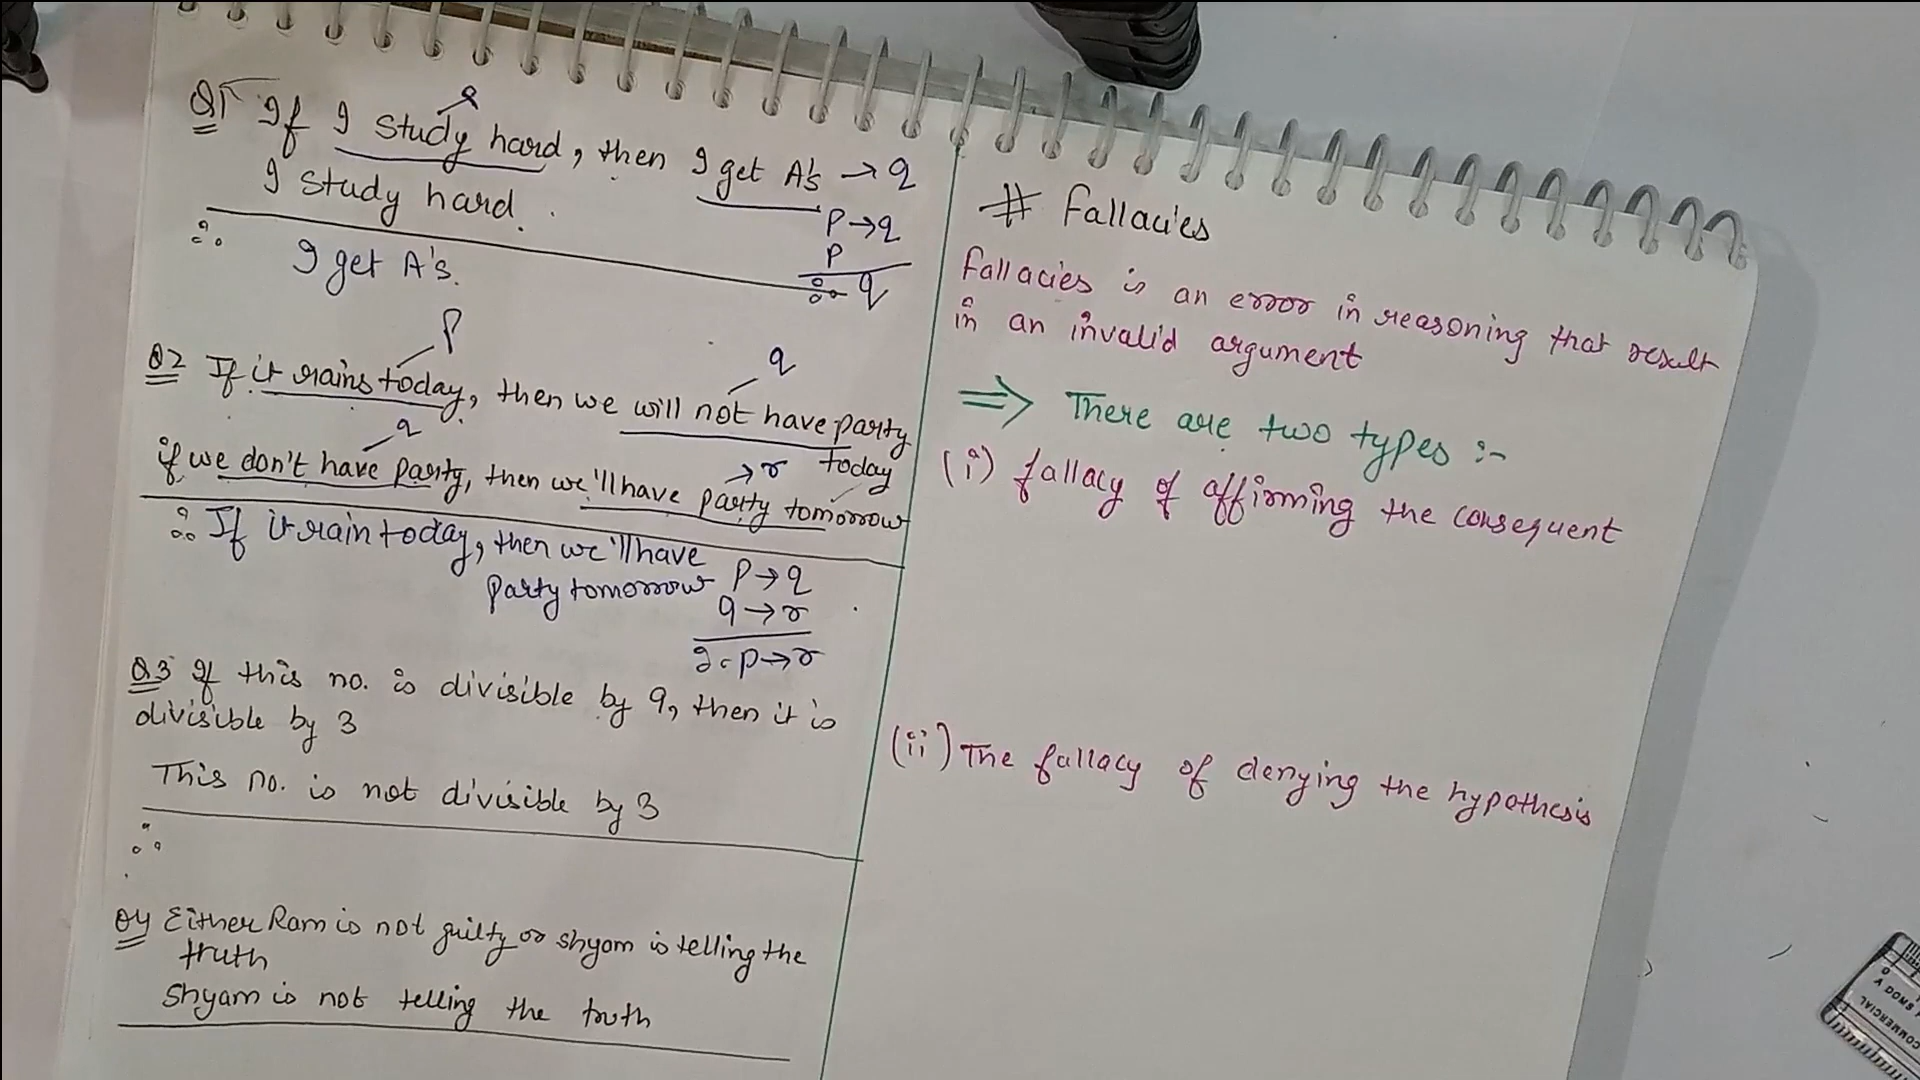 Q1 If I study hard, then I get A's → q
I study hard.
p→q
p
∴ q
∴ I get A's.
p
q
Q2 If it rains today, then we will not have party
today
q
→r
if we don't have party, then we'll have party tomorrow
∴ If it rain today, then we'll have
party tomorrow
p→q
q→r
∴ p→r
Q3 If this no. is divisible by 9, then it is
divisible by 3
This no. is not divisible by 3
∴
Q4 Either Ram is not guilty or shyam is telling the
truth
Shyam is not telling the truth
# Fallacies
Fallacies is an error in reasoning that result
in an invalid argument
⇒ There are two types :-
(i) fallacy of affirming the consequent
(ii) The fallacy of denying the hypothesis